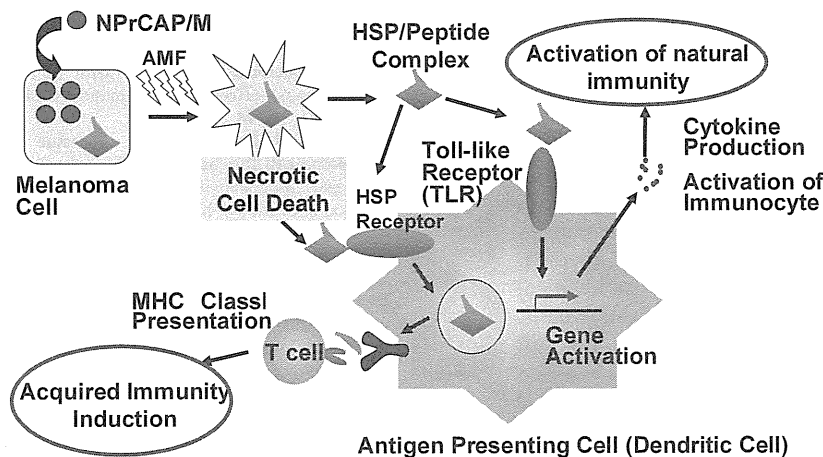 NPrCAP/M
AMF
HSP/Peptide
Complex
Activation of natural
immunity
Melanoma
Cell
Necrotic
Cell Death
HSP
Receptor
Toll-like
Receptor
(TLR)
Cytokine
Production
Activation of
Immunocyte
MHC ClassI
Presentation
T cell
Gene
Activation
Acquired Immunity
Induction
Antigen Presenting Cell (Dendritic Cell)